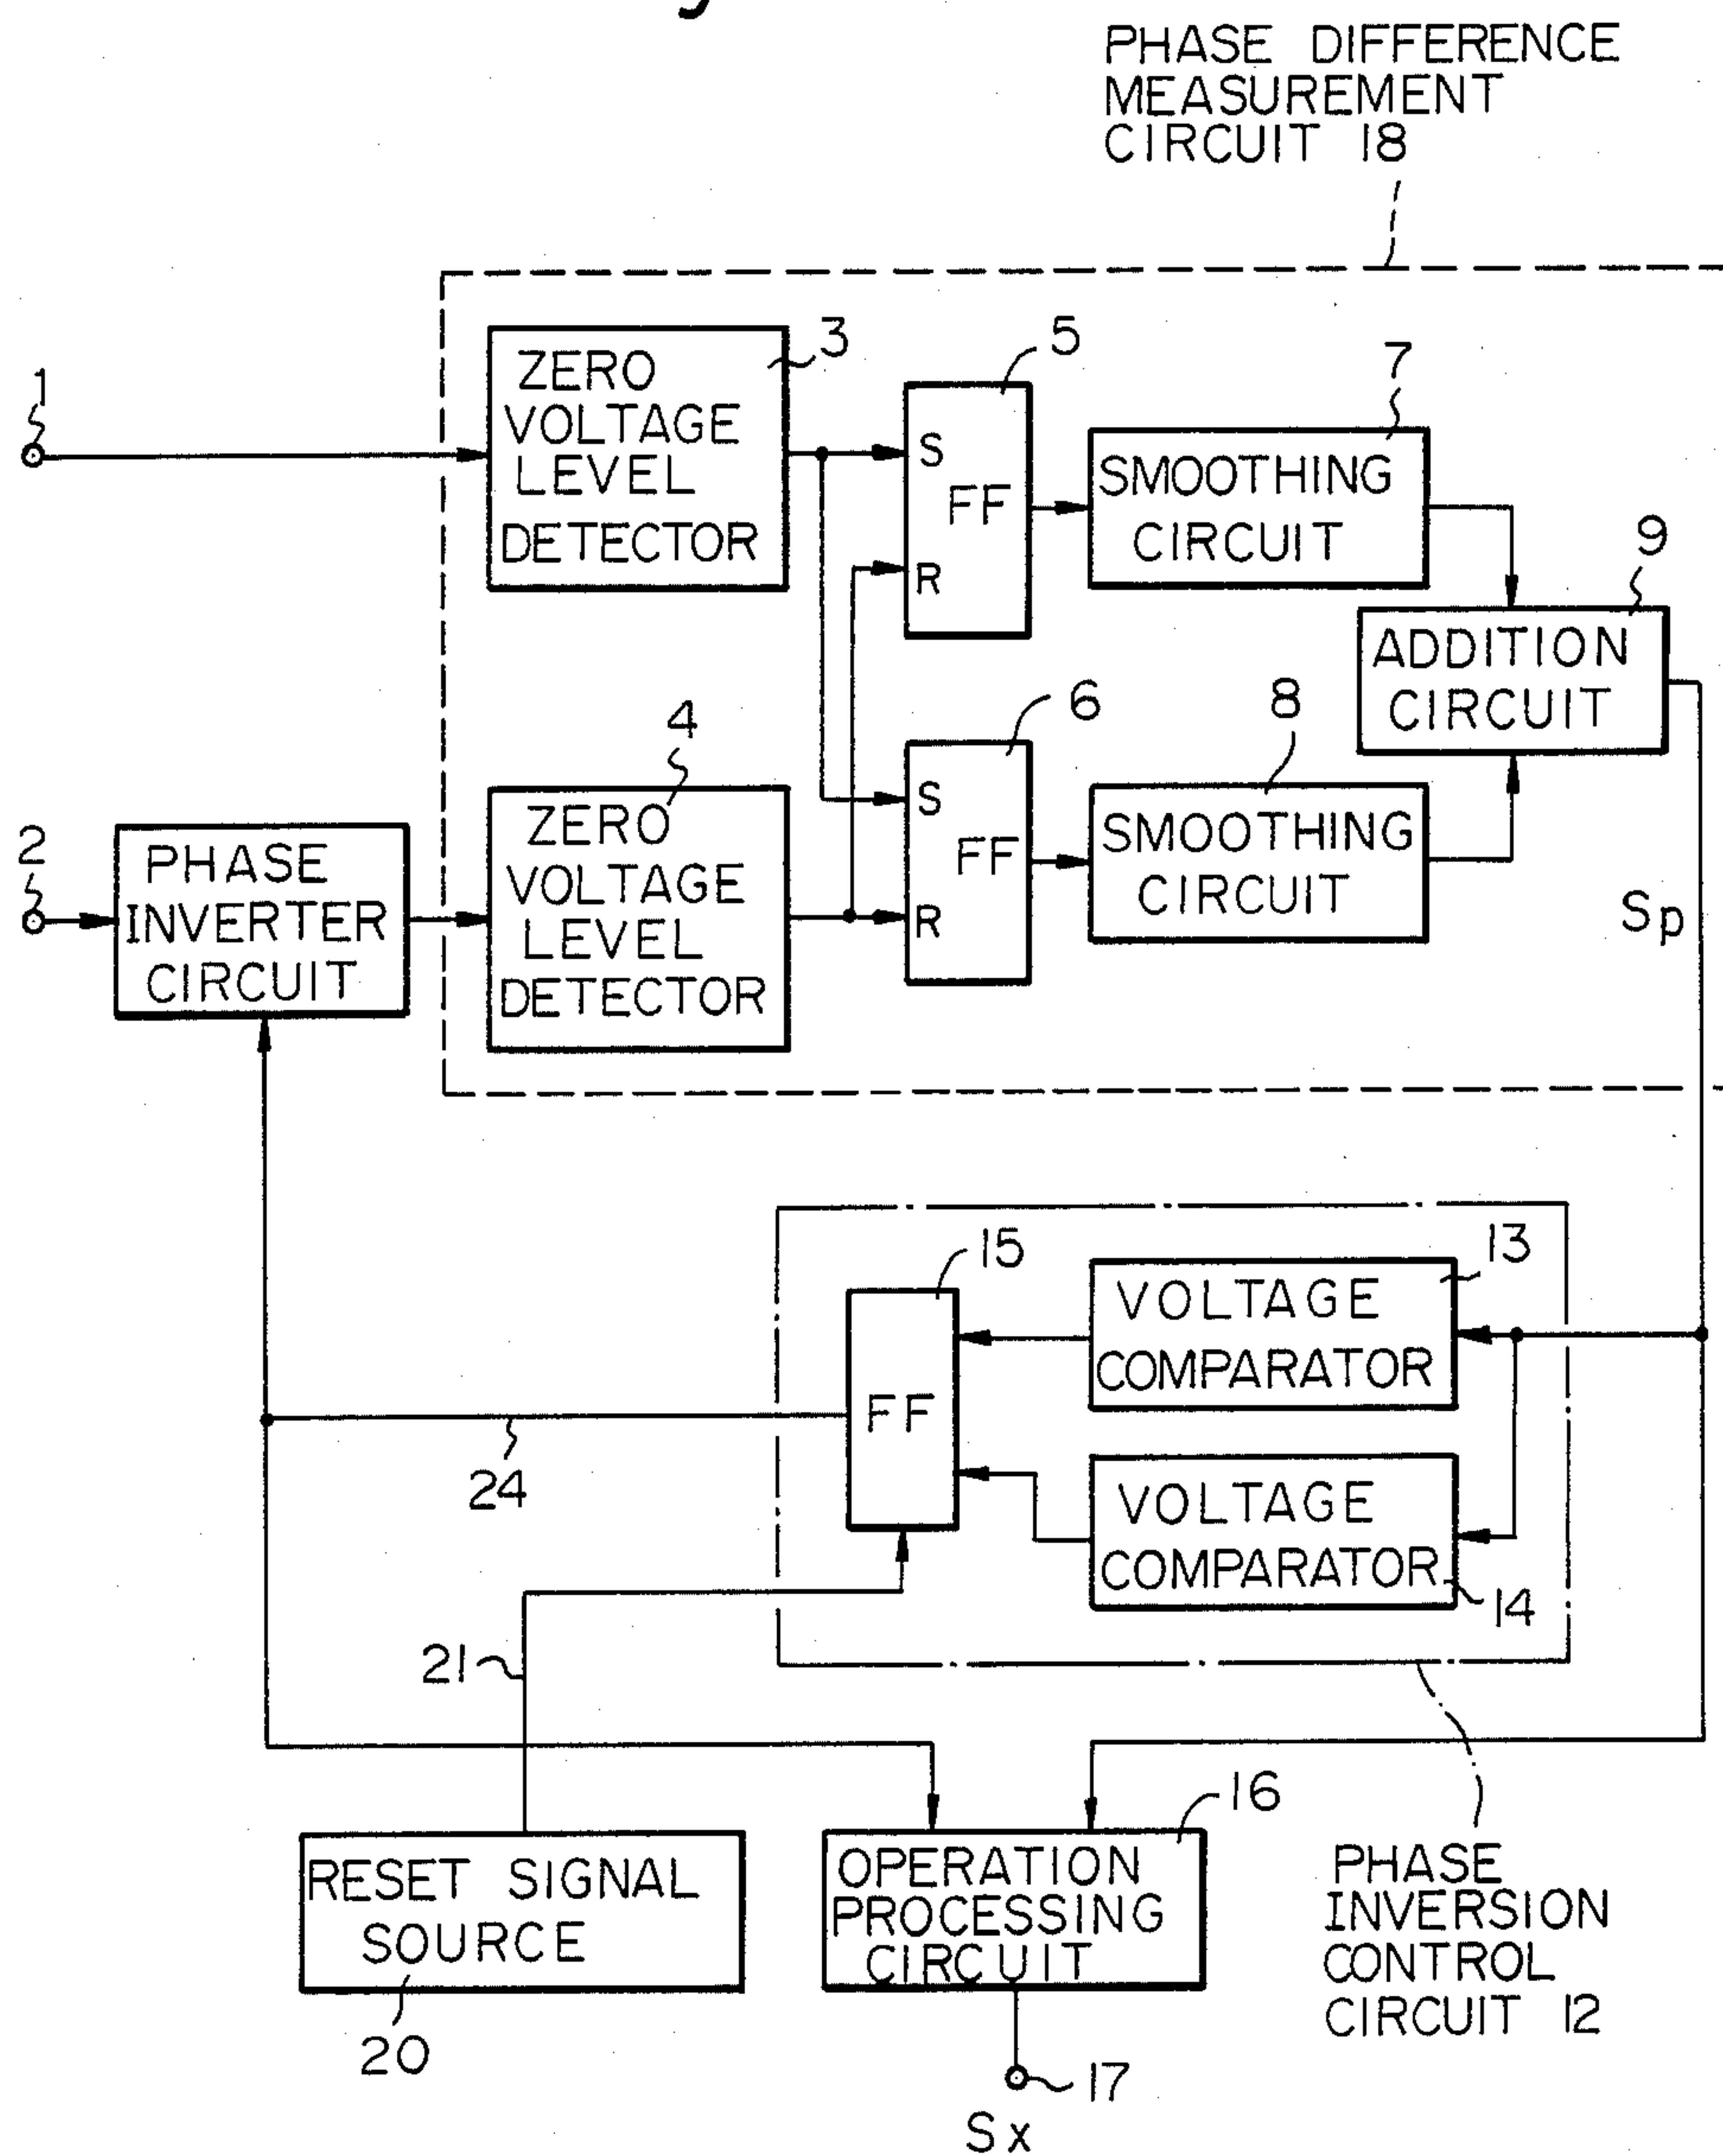 PHASE DIFFERENCE
MEASUREMENT
CIRCUIT 18
1
ZERO
VOLTAGE
LEVEL
DETECTOR
3
S
FF
R
5
SMOOTHING
CIRCUIT
7
ADDITION
CIRCUIT
9
2
PHASE
INVERTER
CIRCUIT
ZERO
VOLTAGE
LEVEL
DETECTOR
4
S
FF
R
6
SMOOTHING
CIRCUIT
8
Sp
15
FF
VOLTAGE
COMPARATOR
13
VOLTAGE
COMPARATOR
14
24
21
RESET SIGNAL
SOURCE
20
OPERATION
PROCESSING
CIRCUIT
16
PHASE
INVERSION
CONTROL
CIRCUIT 12
17
Sx